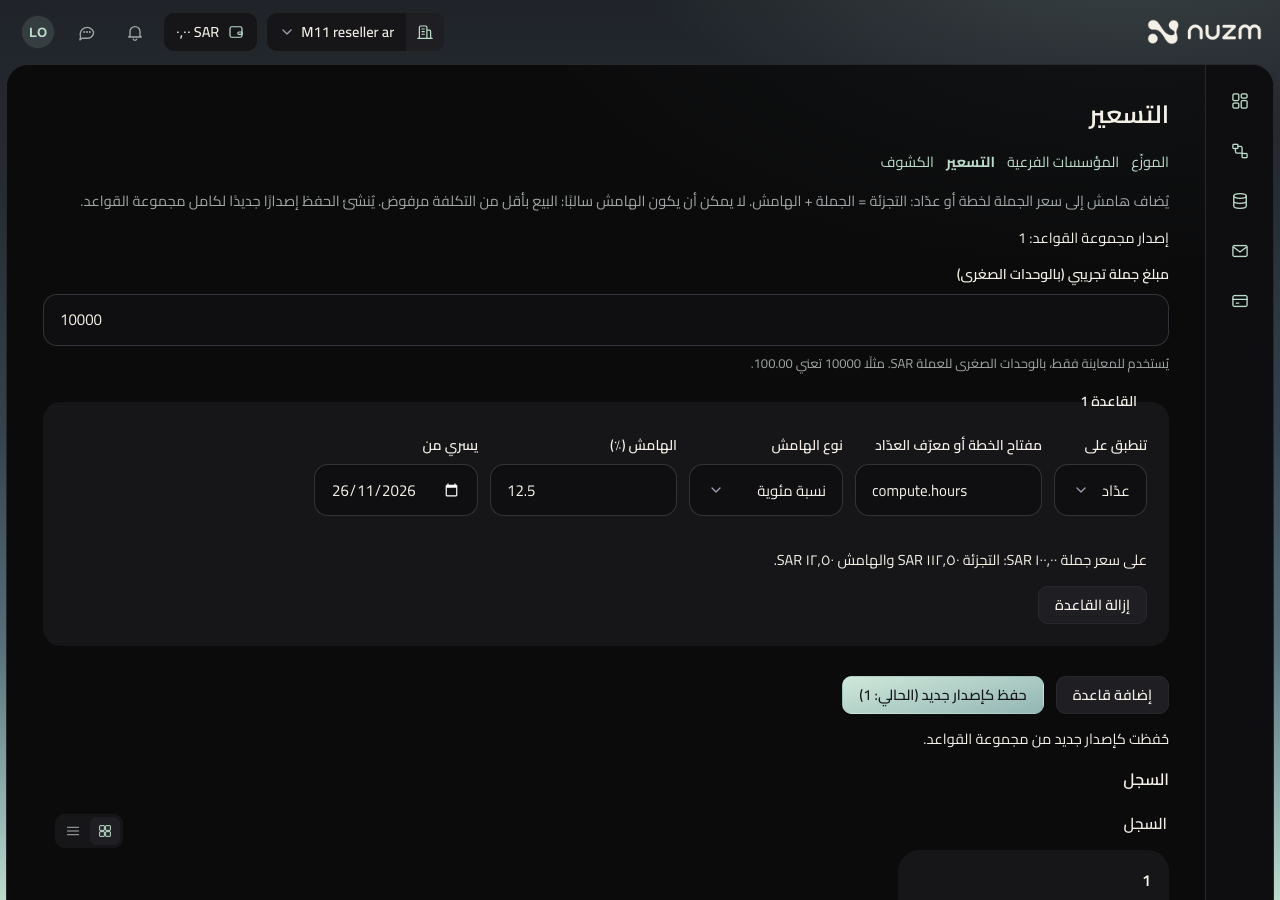 nuzm
M11 reseller ar
٠,٠٠ SAR
LO
التسعير
الموزّع المؤسسات الفرعية التسعير الكشوف
يُضاف هامش إلى سعر الجملة لخطة أو عدّاد: التجزئة = الجملة + الهامش. لا يمكن أن يكون الهامش سالبًا: البيع بأقل من التكلفة مرفوض. يُنشئ الحفظ إصدارًا جديدًا لكامل مجموعة القواعد.
إصدار مجموعة القواعد: 1
مبلغ جملة تجريبي (بالوحدات الصغرى)
10000
يُستخدم للمعاينة فقط، بالوحدات الصغرى للعملة SAR. مثلًا 10000 تعني 100.00.
القاعدة 1
تنطبق على مفتاح الخطة أو معرّف العدّاد نوع الهامش الهامش (٪) يسري من
عدّاد compute.hours نسبة مئوية 12.5 26/11/2026
على سعر جملة ١٠٠,٠٠ SAR: التجزئة ١١٢,٥٠ SAR والهامش ١٢,٥٠ SAR.
إزالة القاعدة
إضافة قاعدة حفظ كإصدار جديد (الحالي: 1)
حُفظت كإصدار جديد من مجموعة القواعد.
السجل
السجل
1